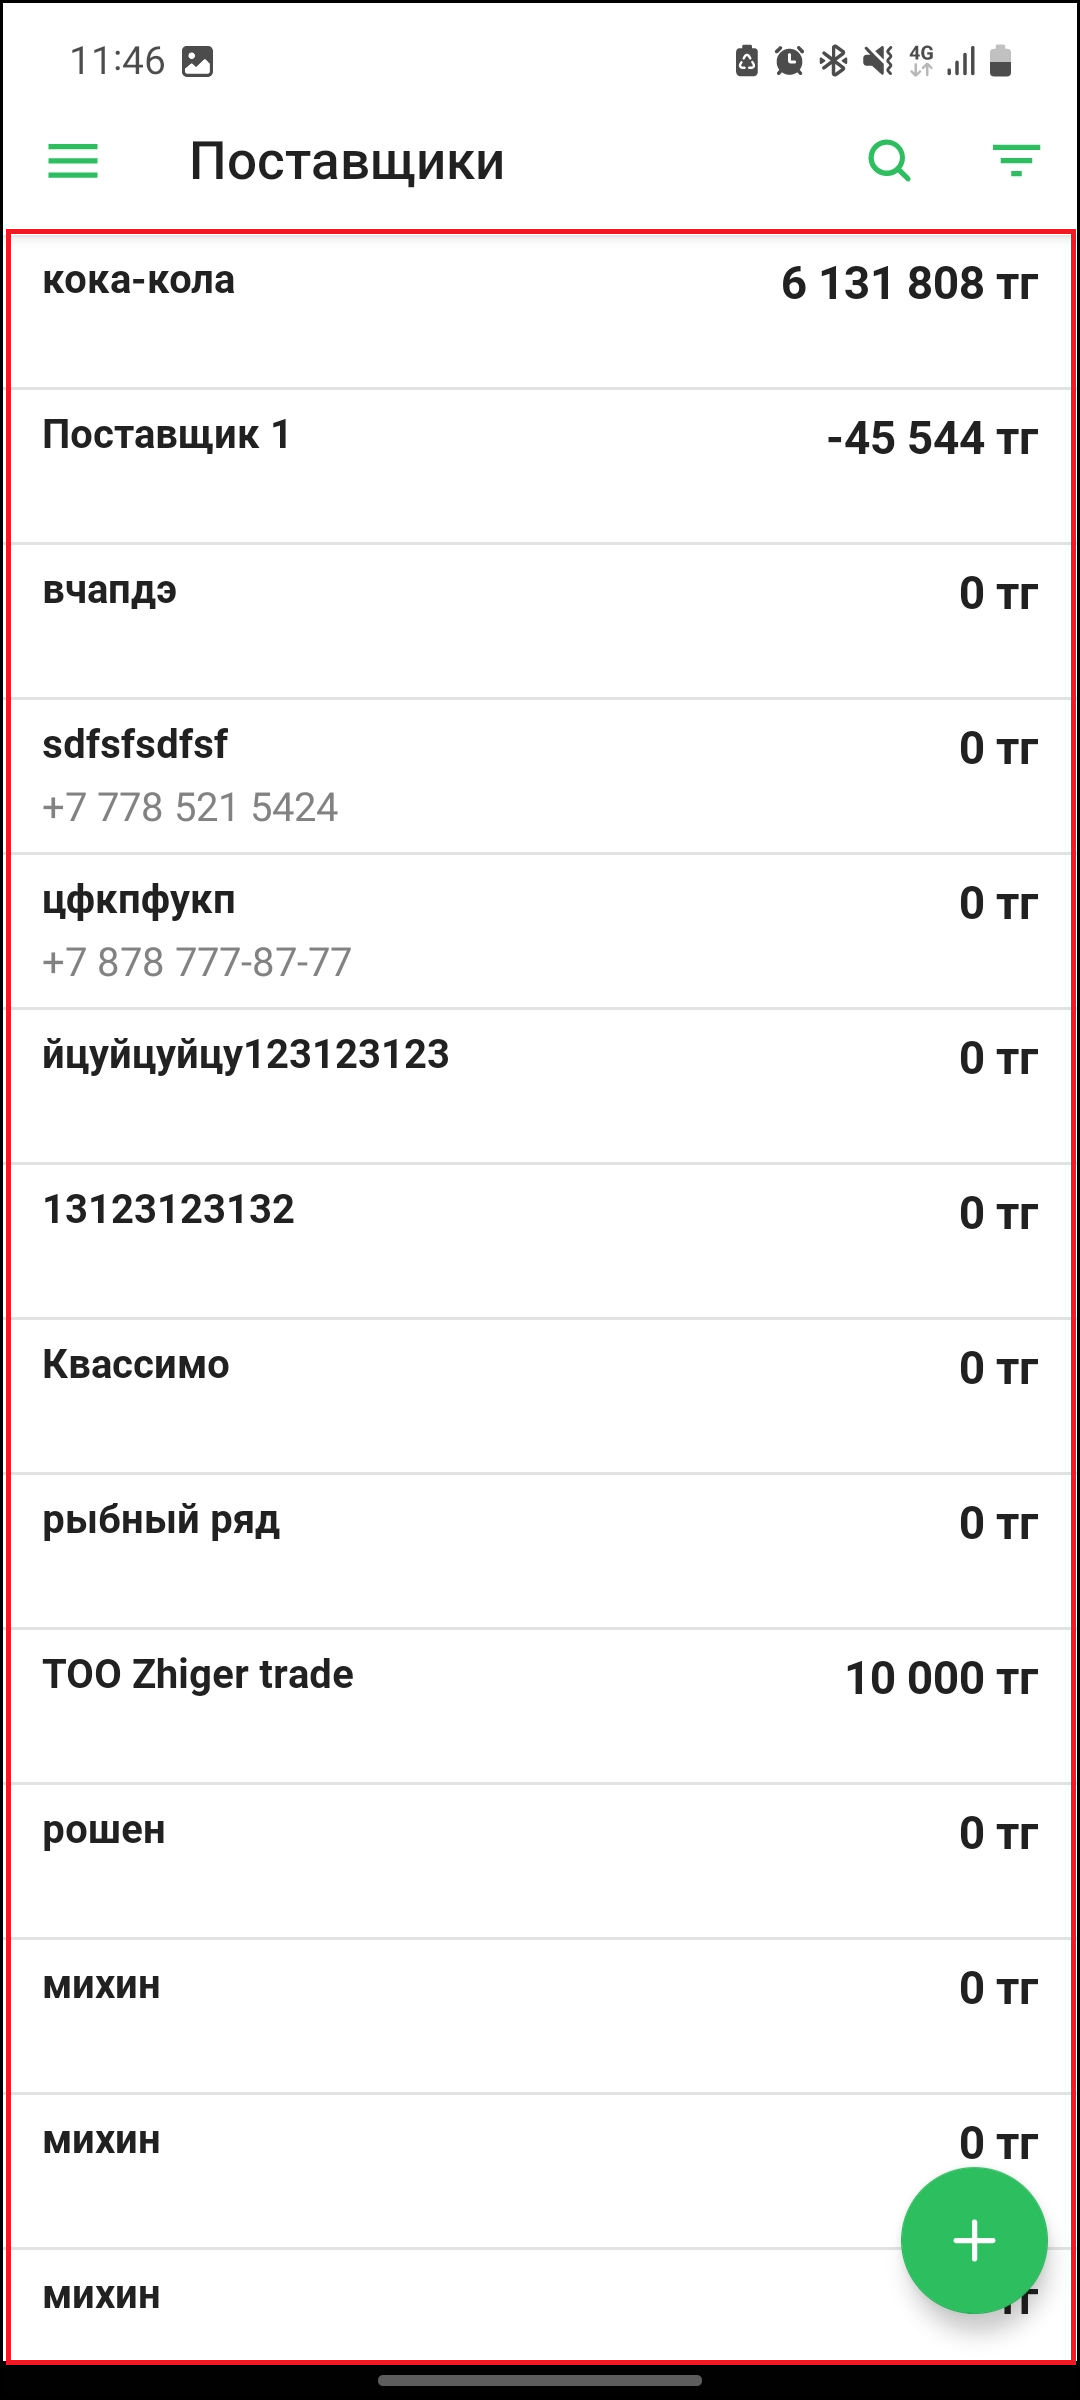 11:46
4G
Поставщики
кока-кола
6 131 808 тг
Поставщик 1
-45 544 тг
вчапдэ
0 тг
sdfsfsdfsf
0 тг
+7 778 521 5424
цфкпфукп
0 тг
+7 878 777-87-77
йцуйцуйцу123123123
0 тг
13123123132
0 тг
Квассимо
0 тг
рыбный ряд
0 тг
ТОО Zhiger trade
10 000 тг
рошен
0 тг
михин
0 тг
михин
0 тг
михин